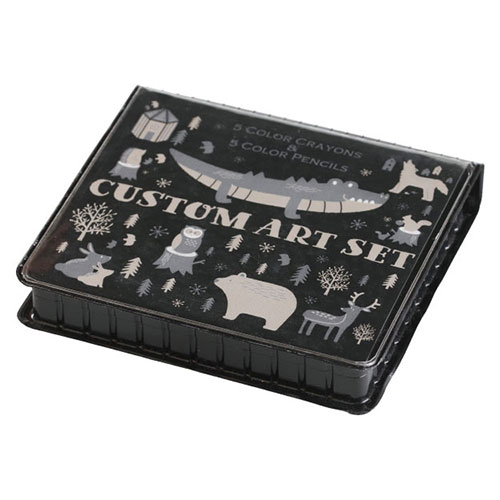 5 COLOR CRAYONS
&
5 COLOR PENCILS
CUSTOM ART SET